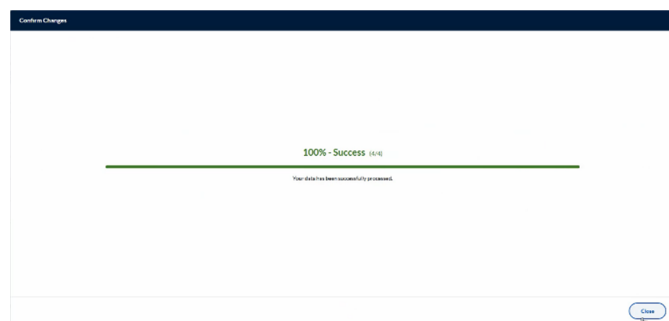 Confirm Changes
100% - Success (4/4)
Your data has been successfully processed.
Close